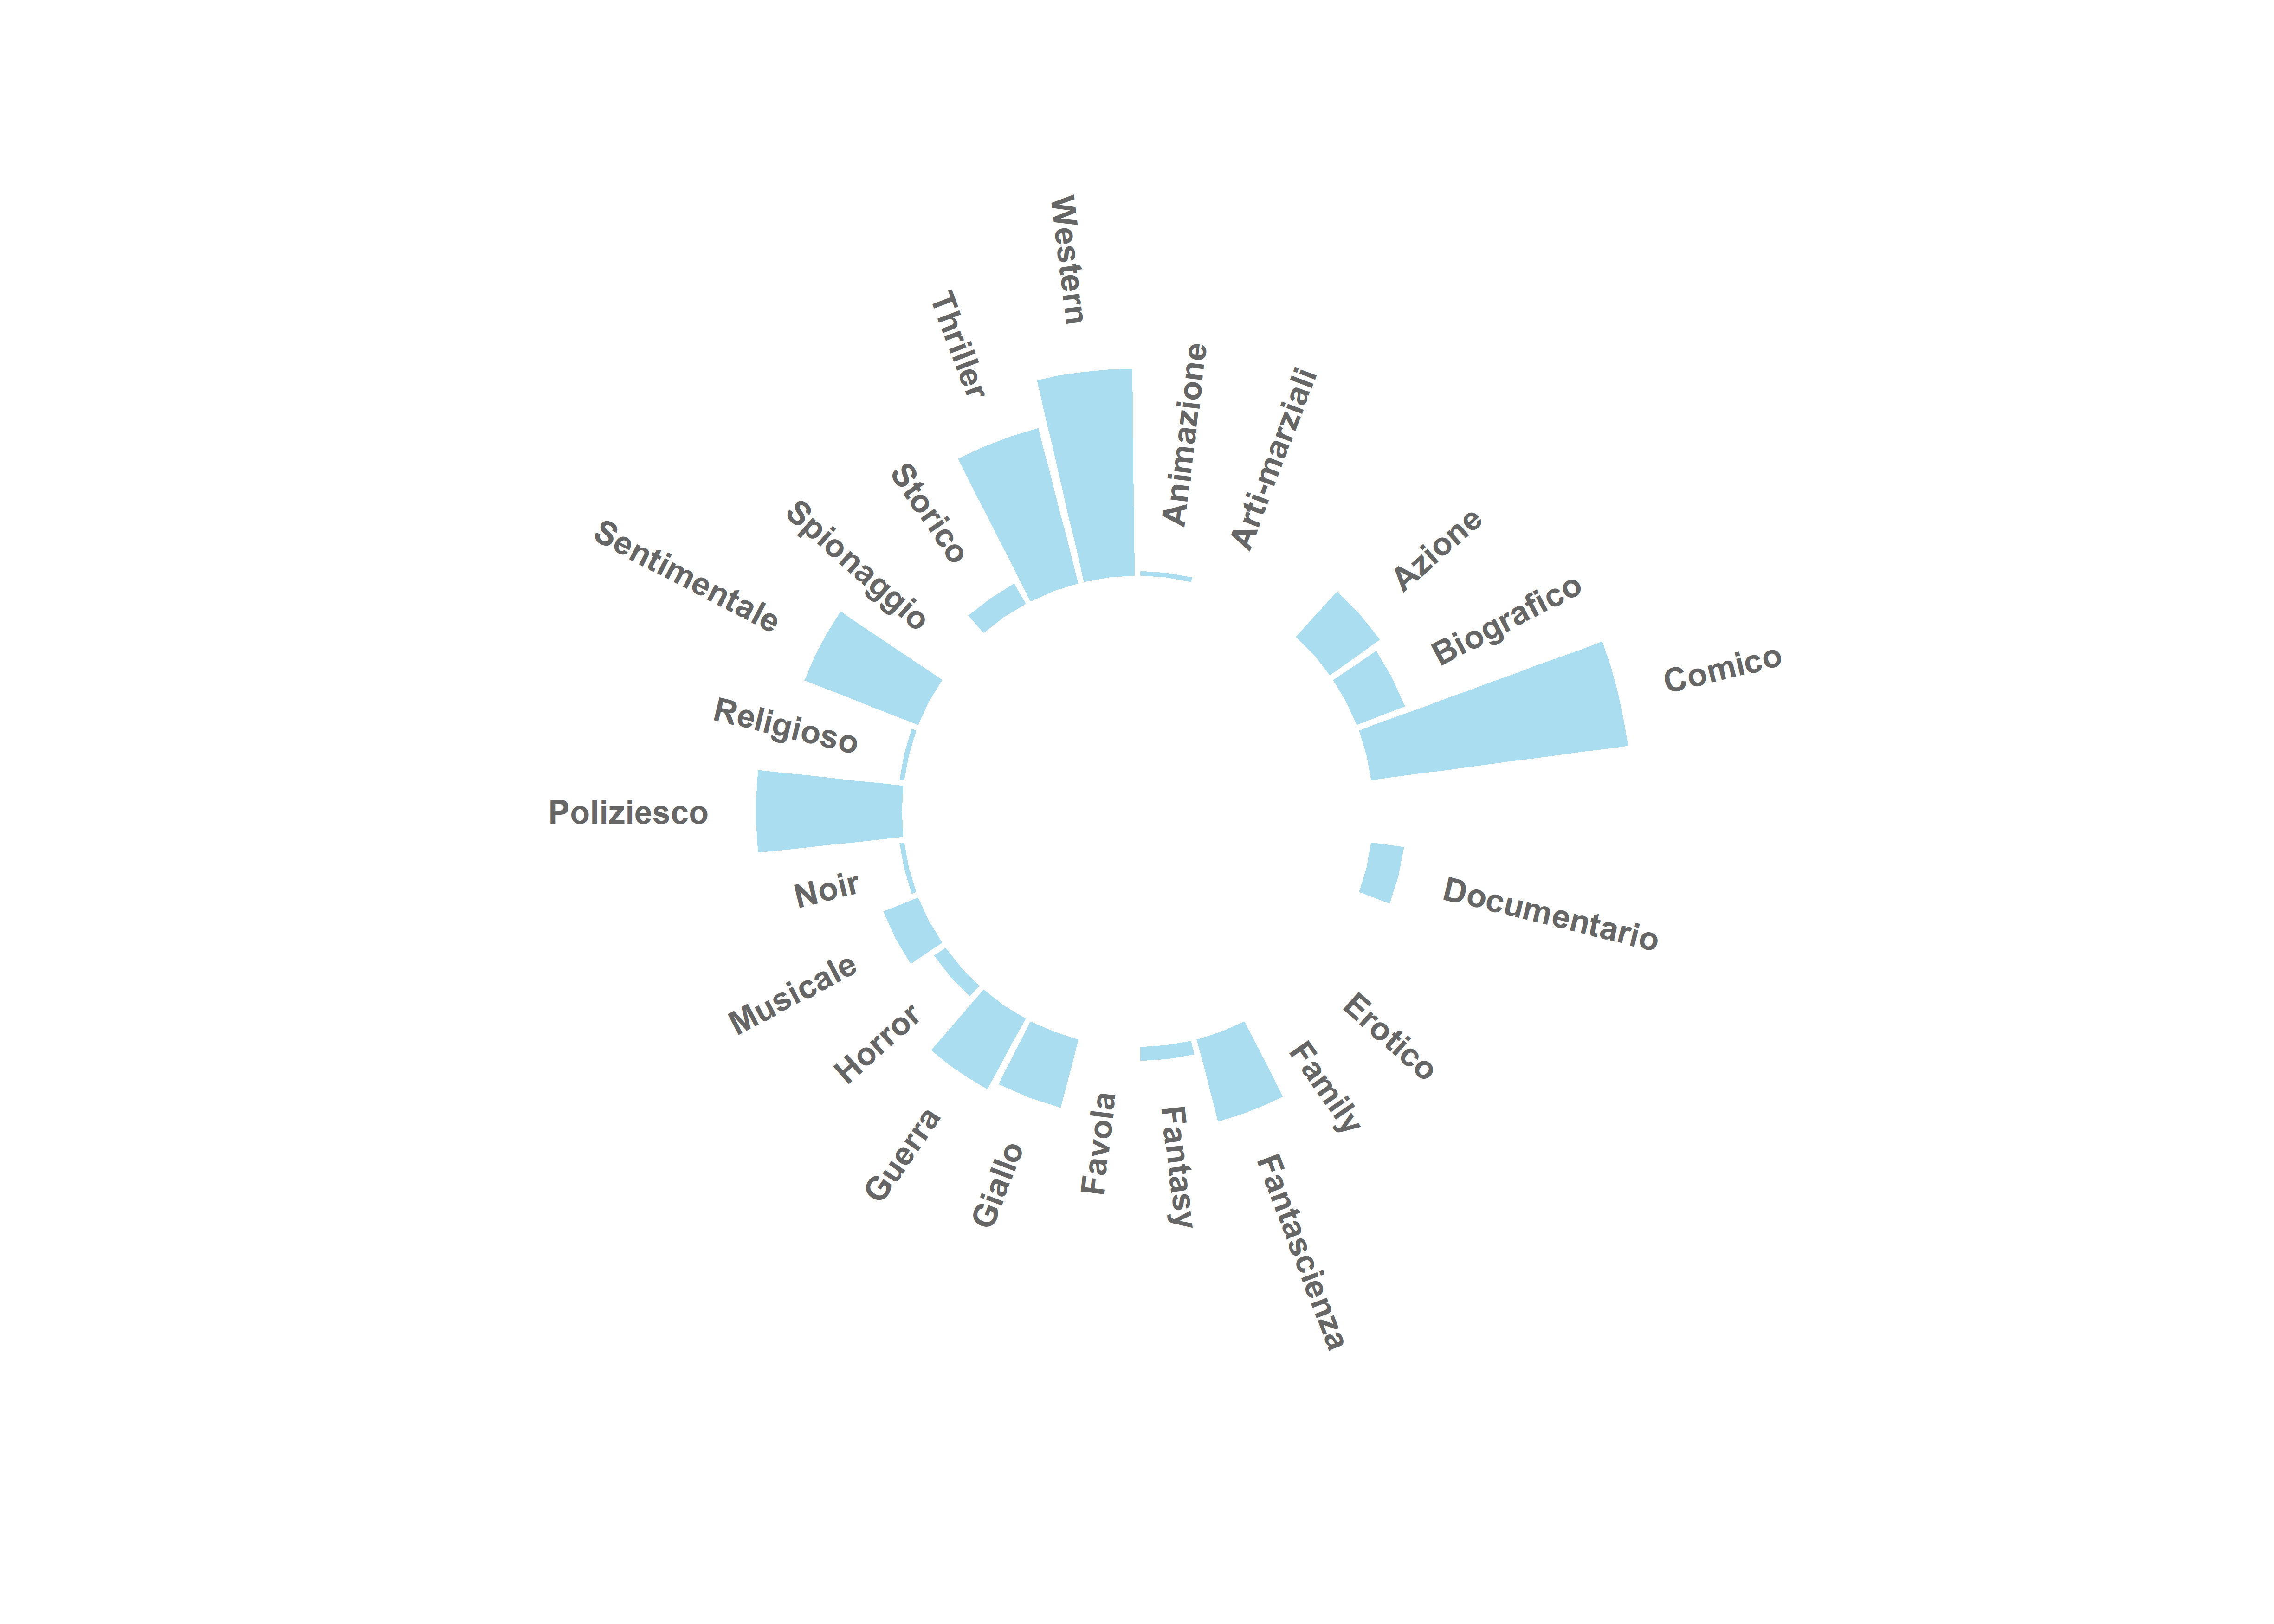 Animazione
Arti-marziali
Azione
Biografico
Comico
Documentario
Erotico
Family
Fantascienza
Fantasy
Favola
Giallo
Guerra
Horror
Musicale
Noir
Poliziesco
Religioso
Sentimentale
Spionaggio
Storico
Thriller
Western